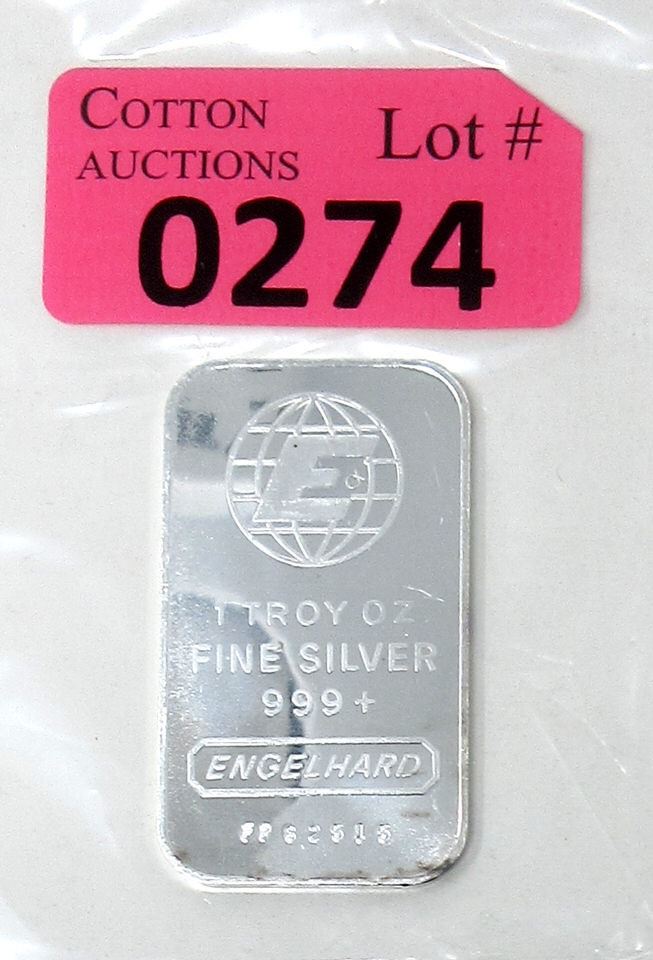 COTTON
AUCTIONS
Lot #
0274
E
1 TROY OZ
FINE SILVER
999+
ENGELHARD